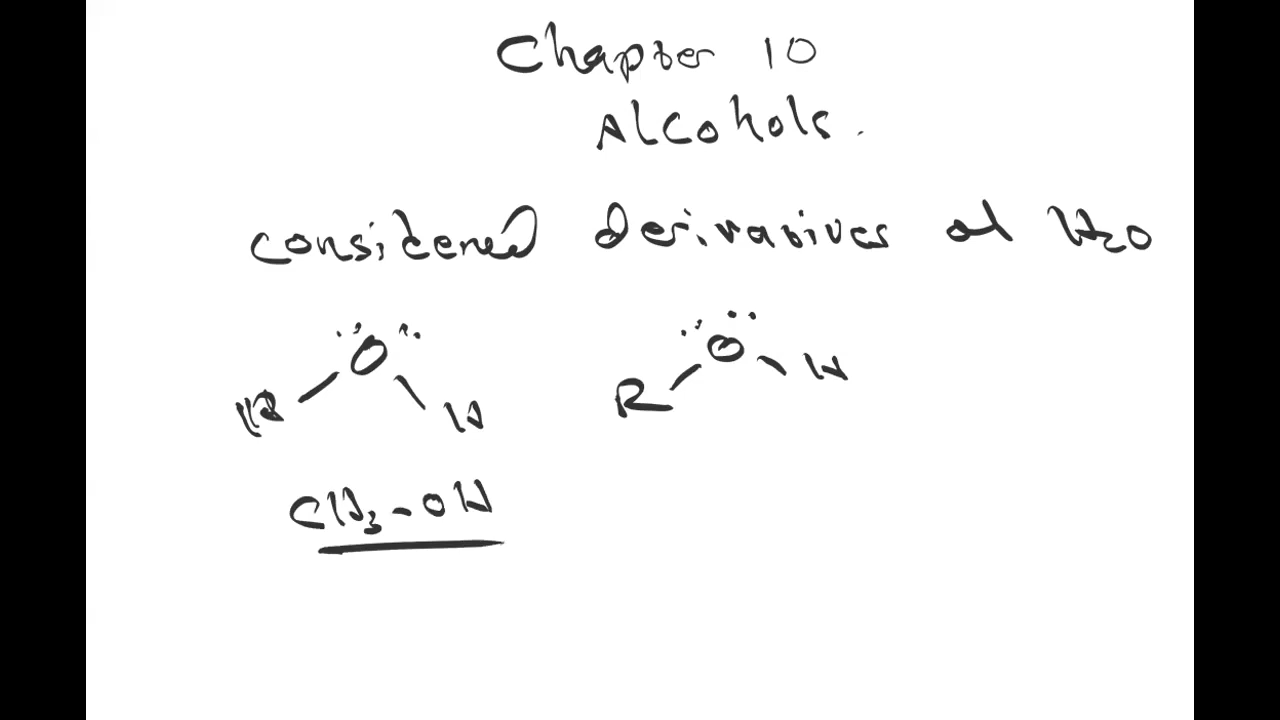 Chapter 10
Alcohols.
considered derivatives of H2O
O O
H R H
H
R
CH3-OH